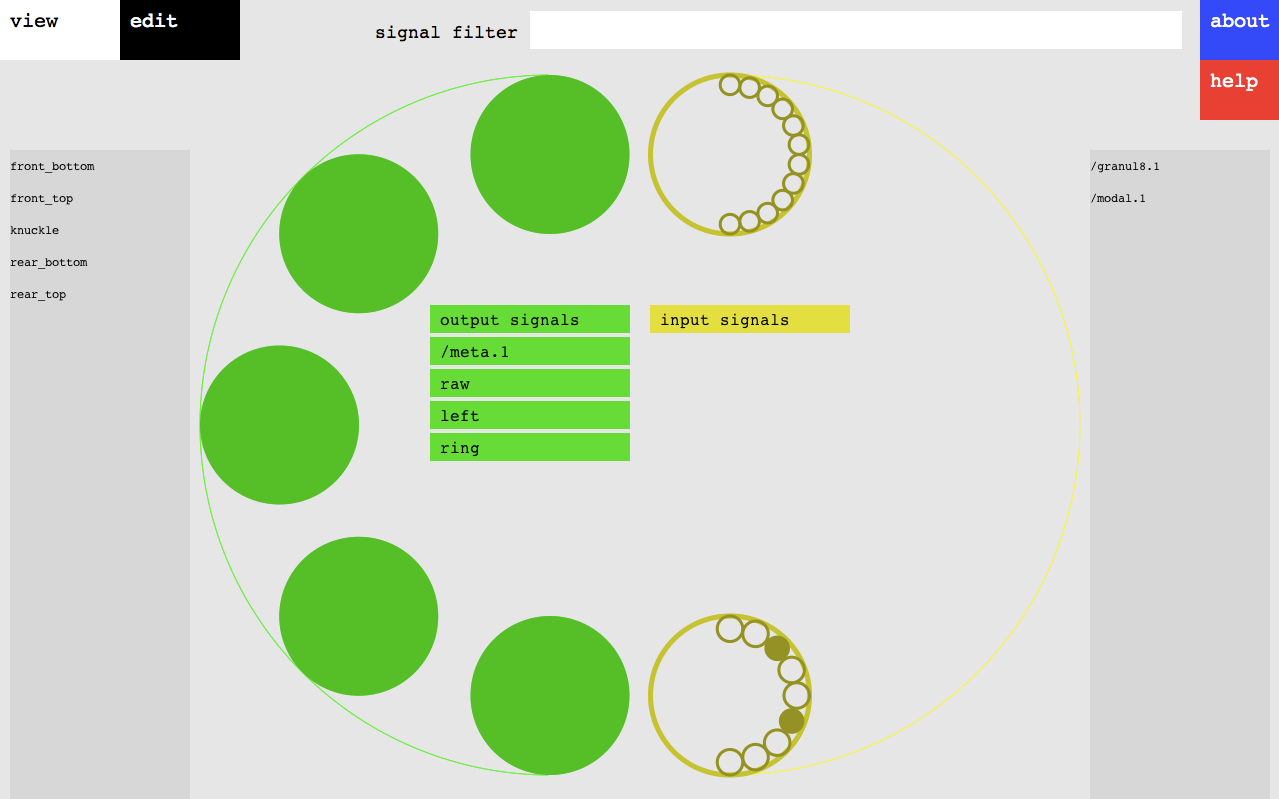 view
edit
signal filter
about
help
front_bottom
front_top
knuckle
rear_bottom
rear_top
output signals
/meta.1
raw
left
ring
input signals
/granul8.1
/modal.1